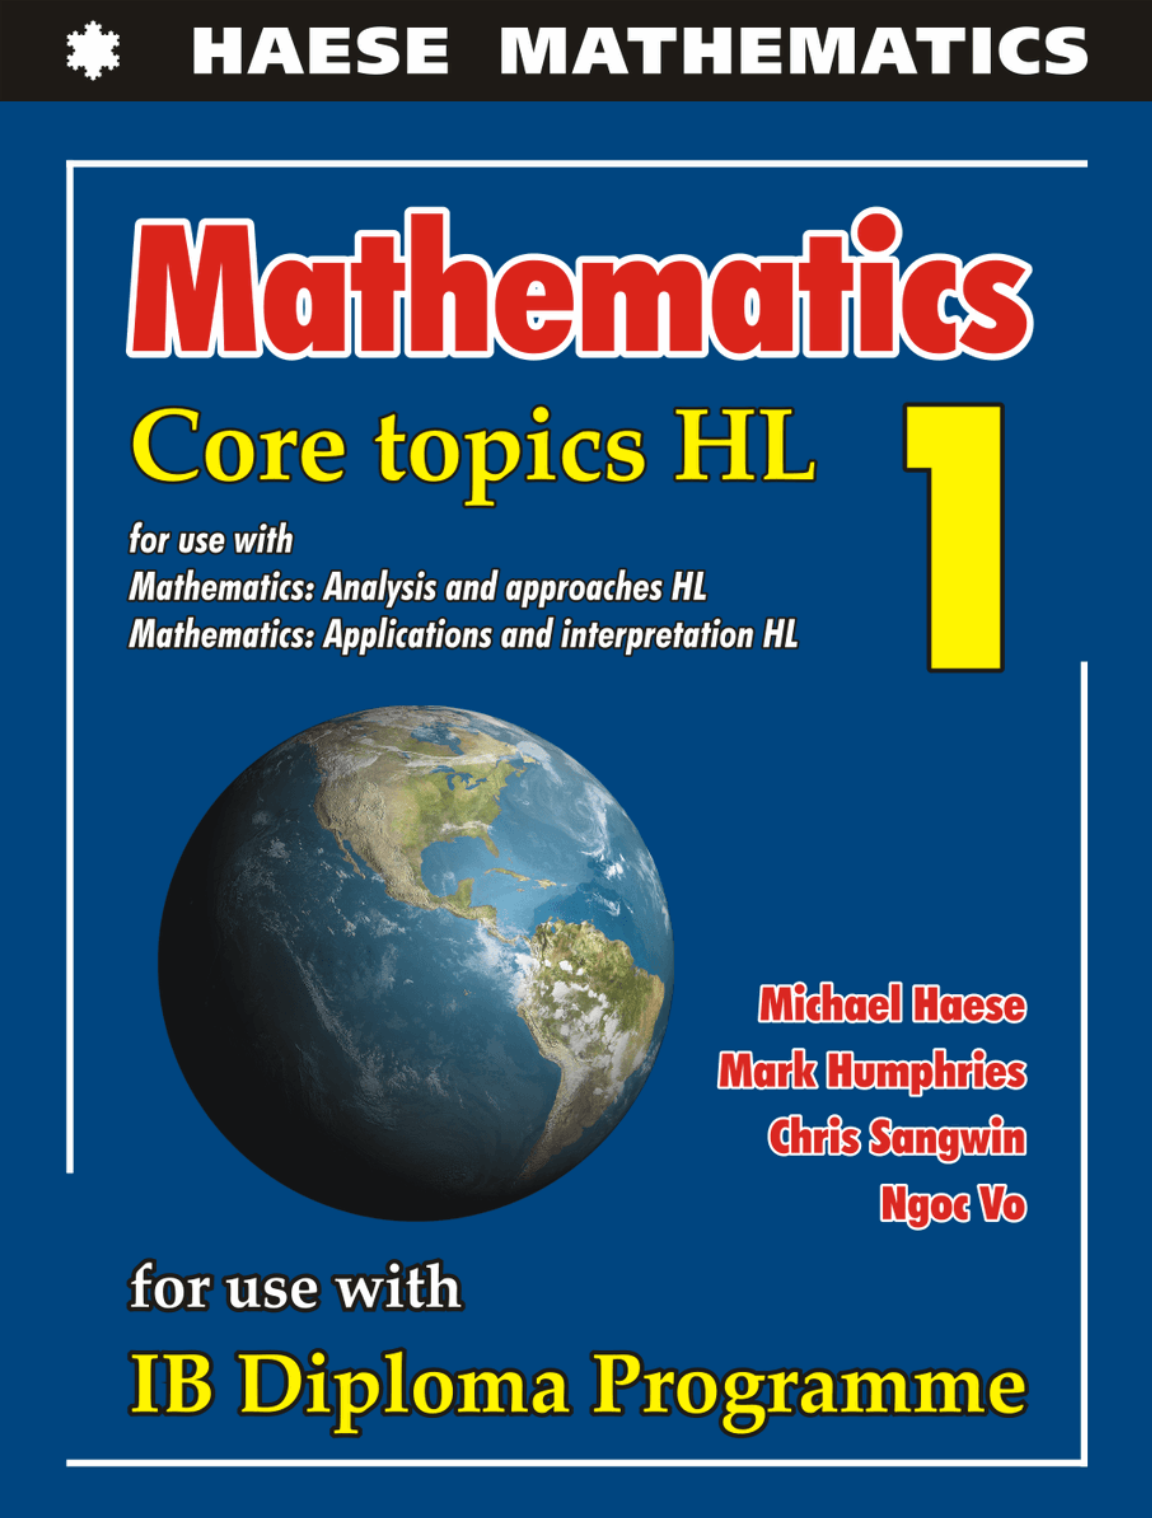 HAESE MATHEMATICS
Mathematics
Core topics HL
1
for use with
Mathematics: Analysis and approaches HL
Mathematics: Applications and interpretation HL
Michael Haese
Mark Humphries
Chris Sangwin
Ngoc Vo
for use with
IB Diploma Programme